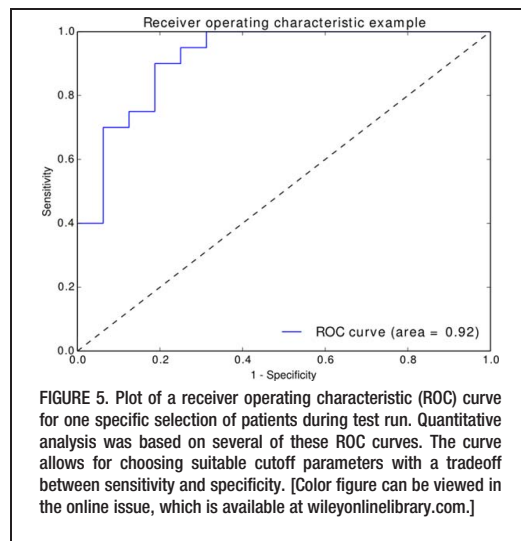 Receiver operating characteristic example
1.0
0.8
0.6
0.4
0.2
0.0
Sensitivity
0.0 0.2 0.4 0.6 0.8 1.0
1 - Specificity
ROC curve (area = 0.92)
FIGURE 5. Plot of a receiver operating characteristic (ROC) curve
for one specific selection of patients during test run. Quantitative
analysis was based on several of these ROC curves. The curve
allows for choosing suitable cutoff parameters with a tradeoff
between sensitivity and specificity. [Color figure can be viewed in
the online issue, which is available at wileyonlinelibrary.com.]